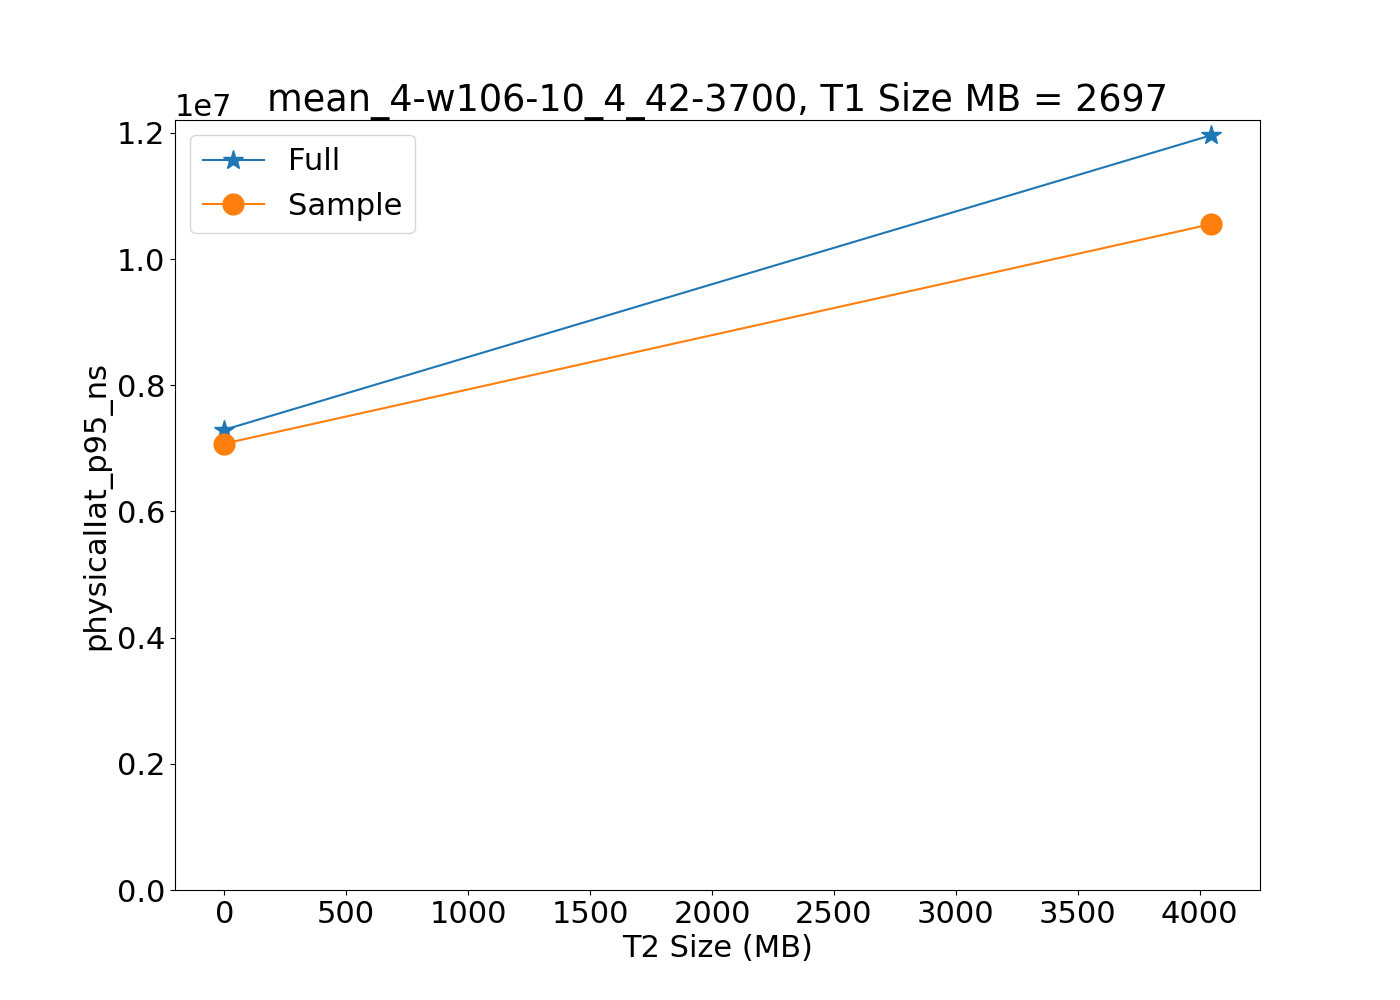 1e7
mean_4-w106-10_4_42-3700, T1 Size MB = 2697
Full
Sample
1.2
1.0
0.8
0.6
0.4
0.2
0.0
physicallat_p95_ns
0 500 1000 1500 2000 2500 3000 3500 4000
T2 Size (MB)